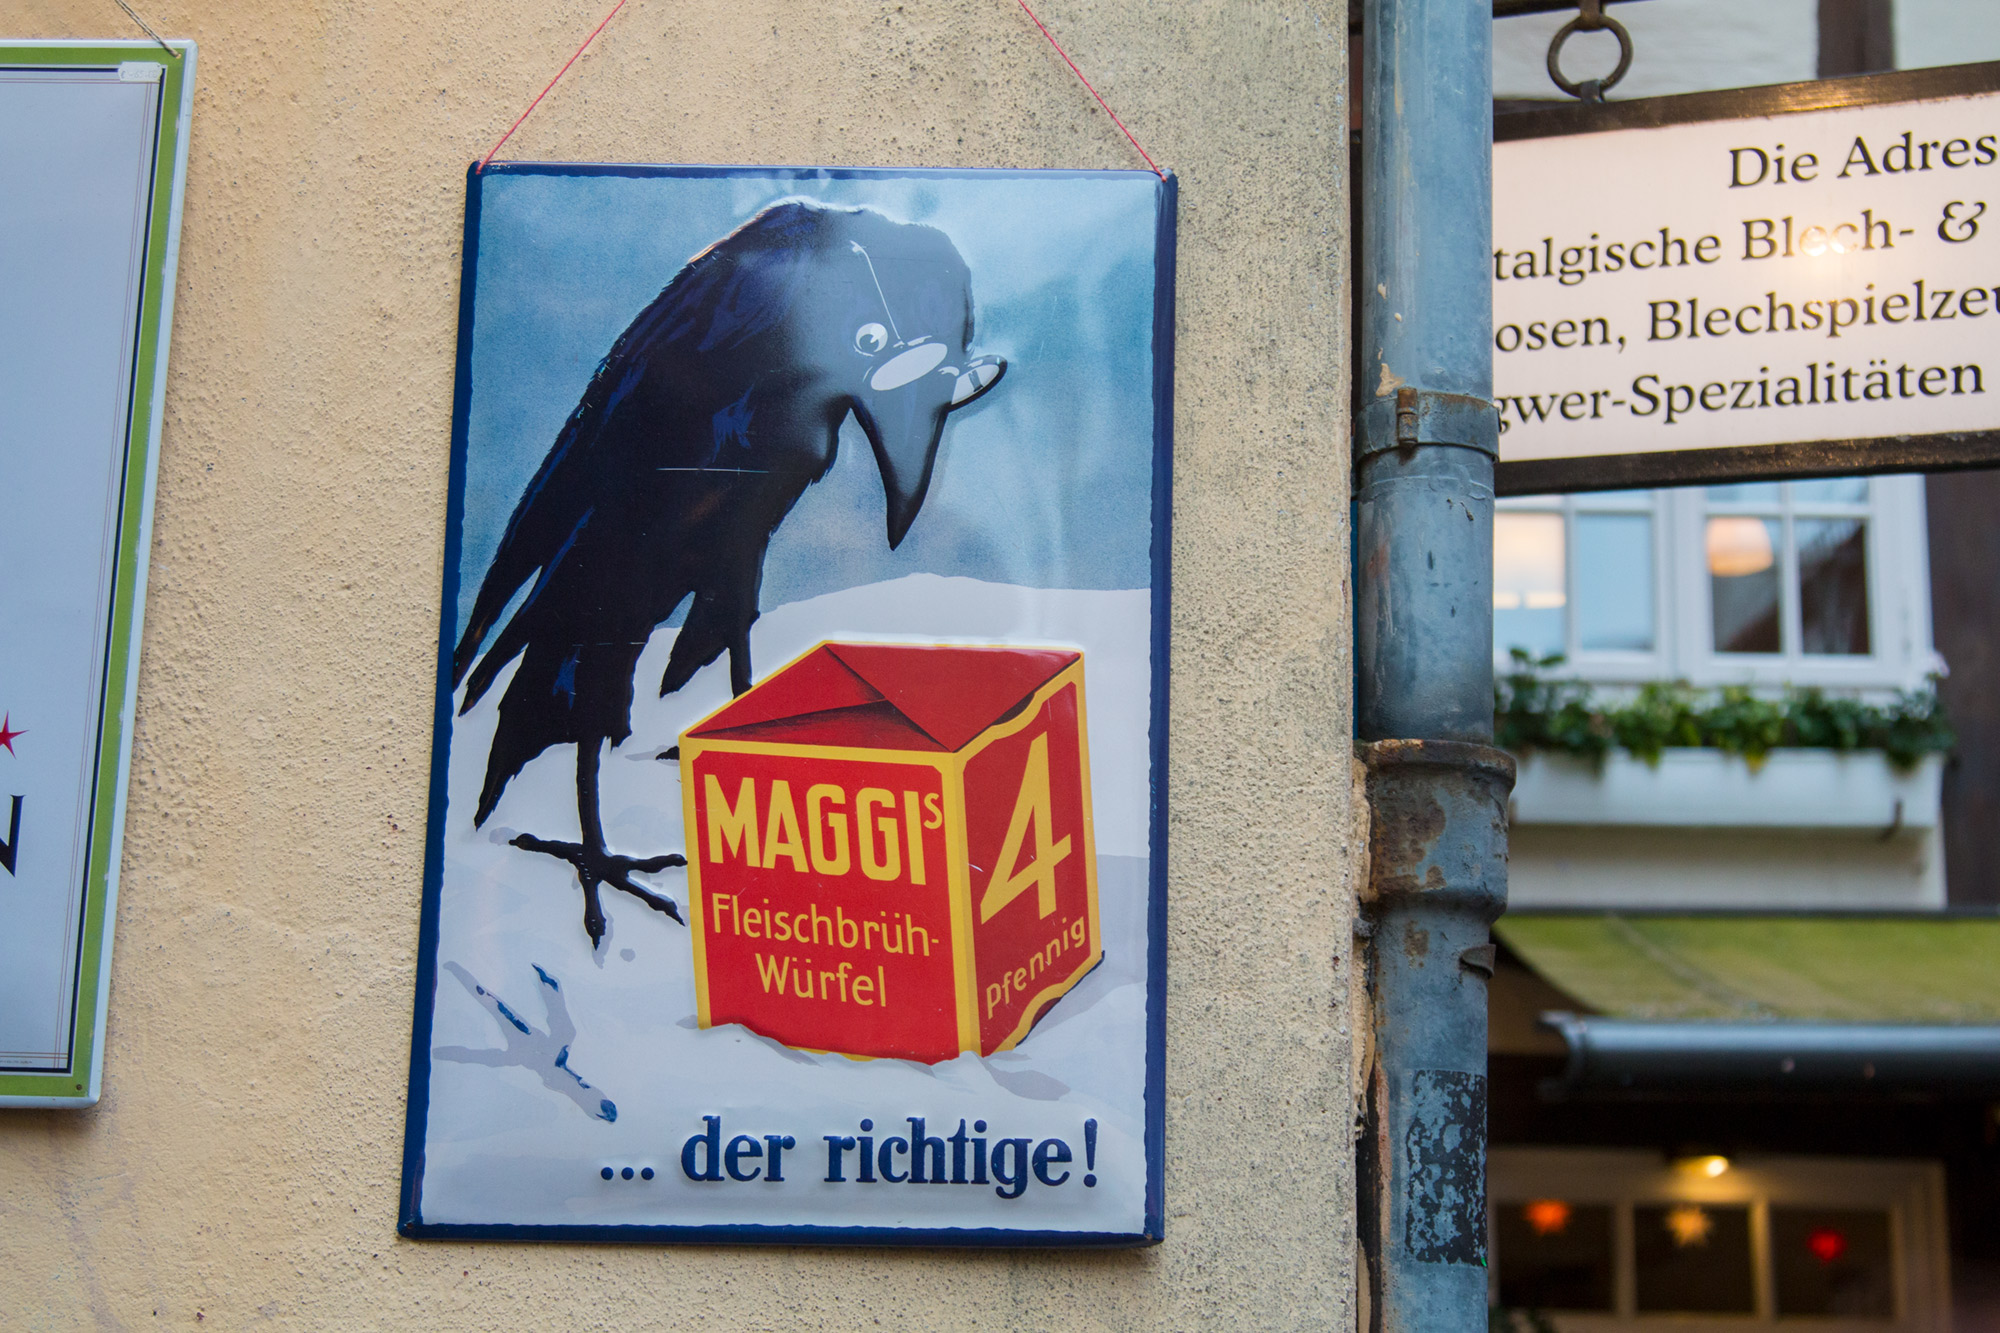 MAGGIs
Fleischbrüh-
Würfel
4
Pfennig
... der richtige!
Die Adres
talgische Blech- &
osen, Blechspielzeu
gwer-Spezialitäten